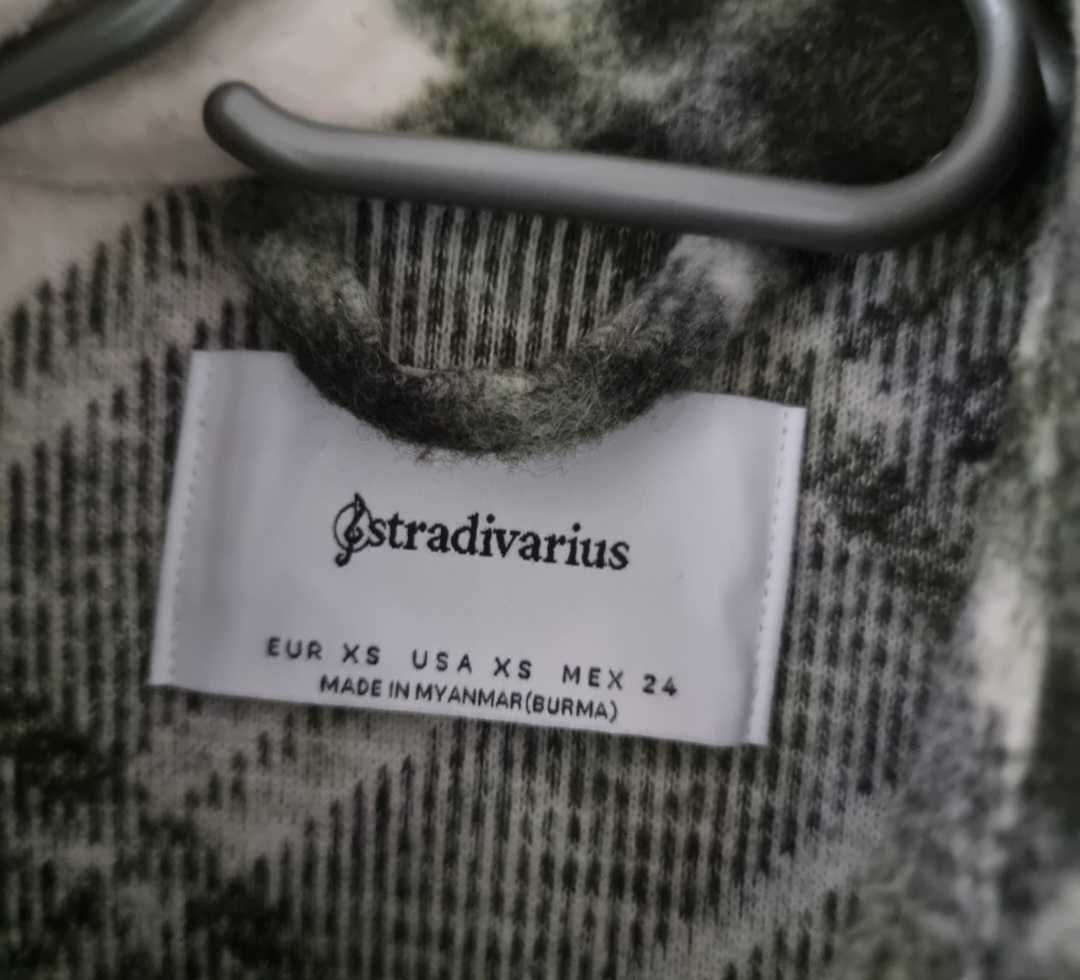 stradivarius
EUR XS USA XS MEX 24
MADE IN MYANMAR(BURMA)